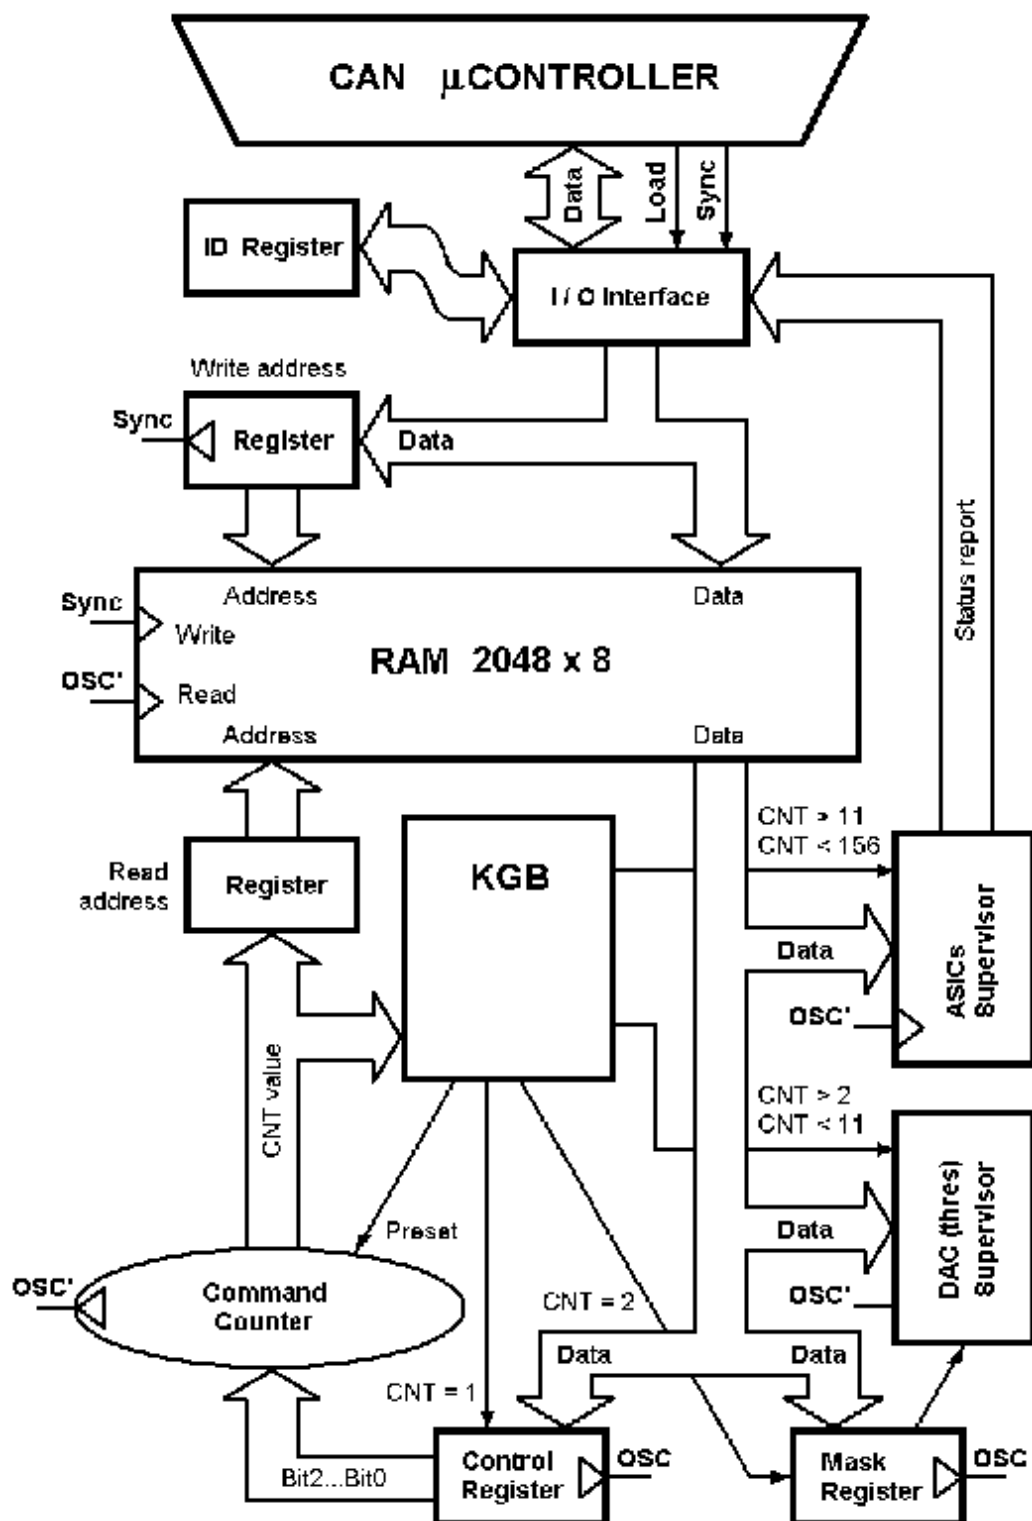 CAN μCONTROLLER
Data
Load
Sync
ID Register
I / O Interface
Write address
Sync
Register
Data
Status report
Address
Data
Sync
Write
RAM 2048 x 8
OSC'
Read
Address
Data
CNT > 11
CNT < 156
KGB
Read
address
Register
Data
ASICs
Supervisor
OSC'
CNT value
CNT > 2
CNT < 11
Preset
Data
DAC (thres)
Supervisor
OSC'
Command
Counter
OSC'
CNT = 2
Data
Data
CNT = 1
Control
Register
OSC
Mask
Register
OSC
Bit2...Bit0